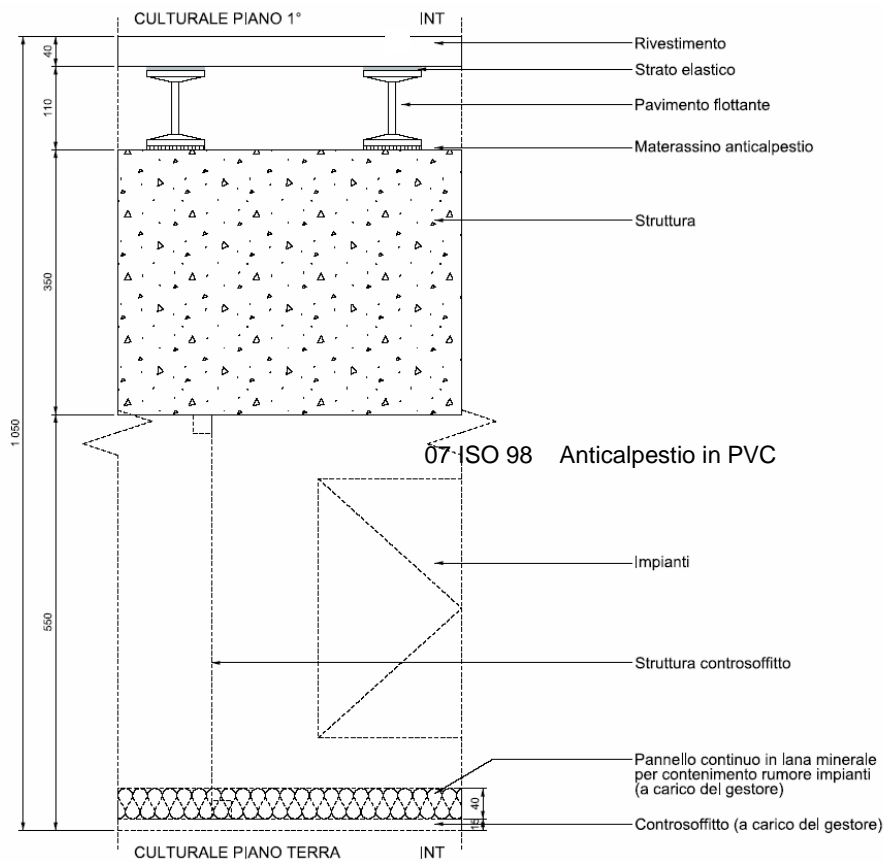 CULTURALE PIANO 1° INT
Rivestimento
40
Strato elastico
110
Pavimento flottante
Materassino anticalpestio
Struttura
350
1 050
07 ISO 98 Anticalpestio in PVC
Impianti
550
Struttura controsoffitto
Pannello continuo in lana minerale
per contenimento rumore impianti
(a carico del gestore)
40
15
Controsoffitto (a carico del gestore)
CULTURALE PIANO TERRA INT